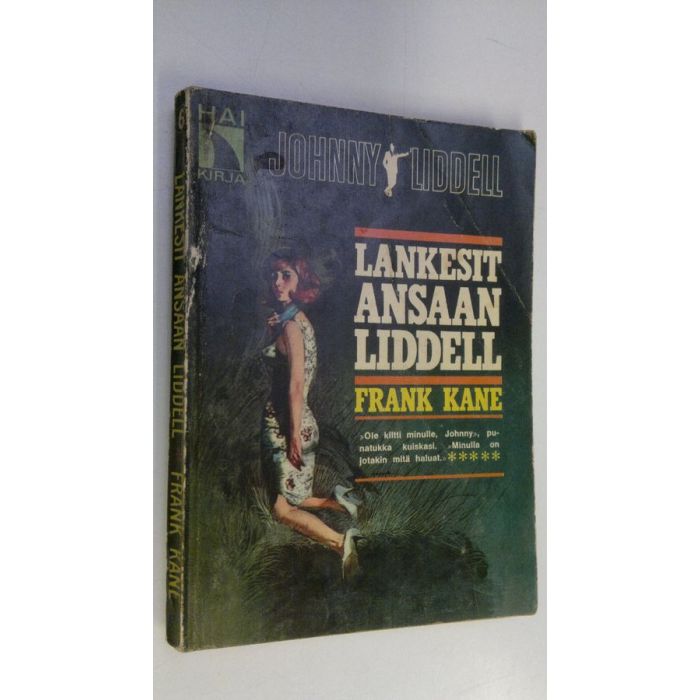 HAI
KIRJA
JOHNNY LIDDELL
LANKESIT
ANSAAN
LIDDELL
FRANK KANE
»Ole kiltti minulle, Johnny», pu-
natukka kuiskasi. »Minulla on
jotakin mitä haluat.» *****
LANKESIT ANSAAN LIDDELL FRANK KANE